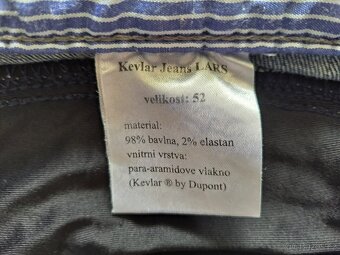 Kevlar Jeans LARS
velikost: 52
material:
98% bavlna, 2% elastan
vnitrni vrstva:
para-aramidove vlakno
(Kevlar ® by Dupont)